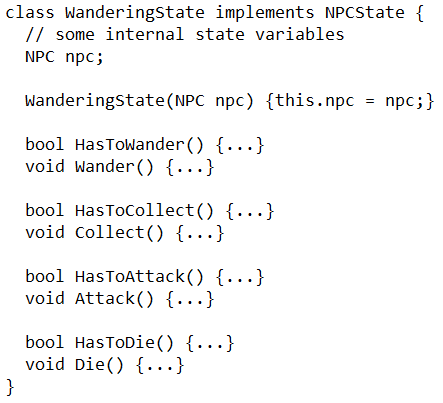 class WanderingState implements NPCState {
  // some internal state variables
  NPC npc;

  WanderingState(NPC npc) {this.npc = npc;}

  bool HasToWander() {...}
  void Wander() {...}

  bool HasToCollect() {...}
  void Collect() {...}

  bool HasToAttack() {...}
  void Attack() {...}

  bool HasToDie() {...}
  void Die() {...}
}